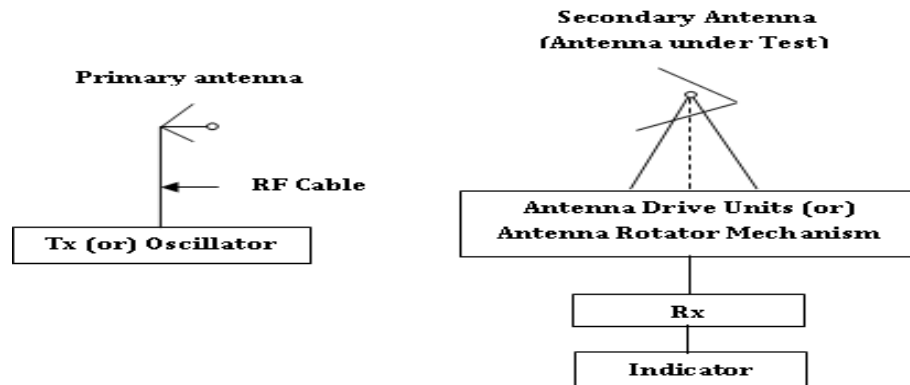 Secondary Antenna
(Antenna under Test)
Primary antenna
RF Cable
Tx (or) Oscillator
Antenna Drive Units (or)
Antenna Rotator Mechanism
Rx
Indicator